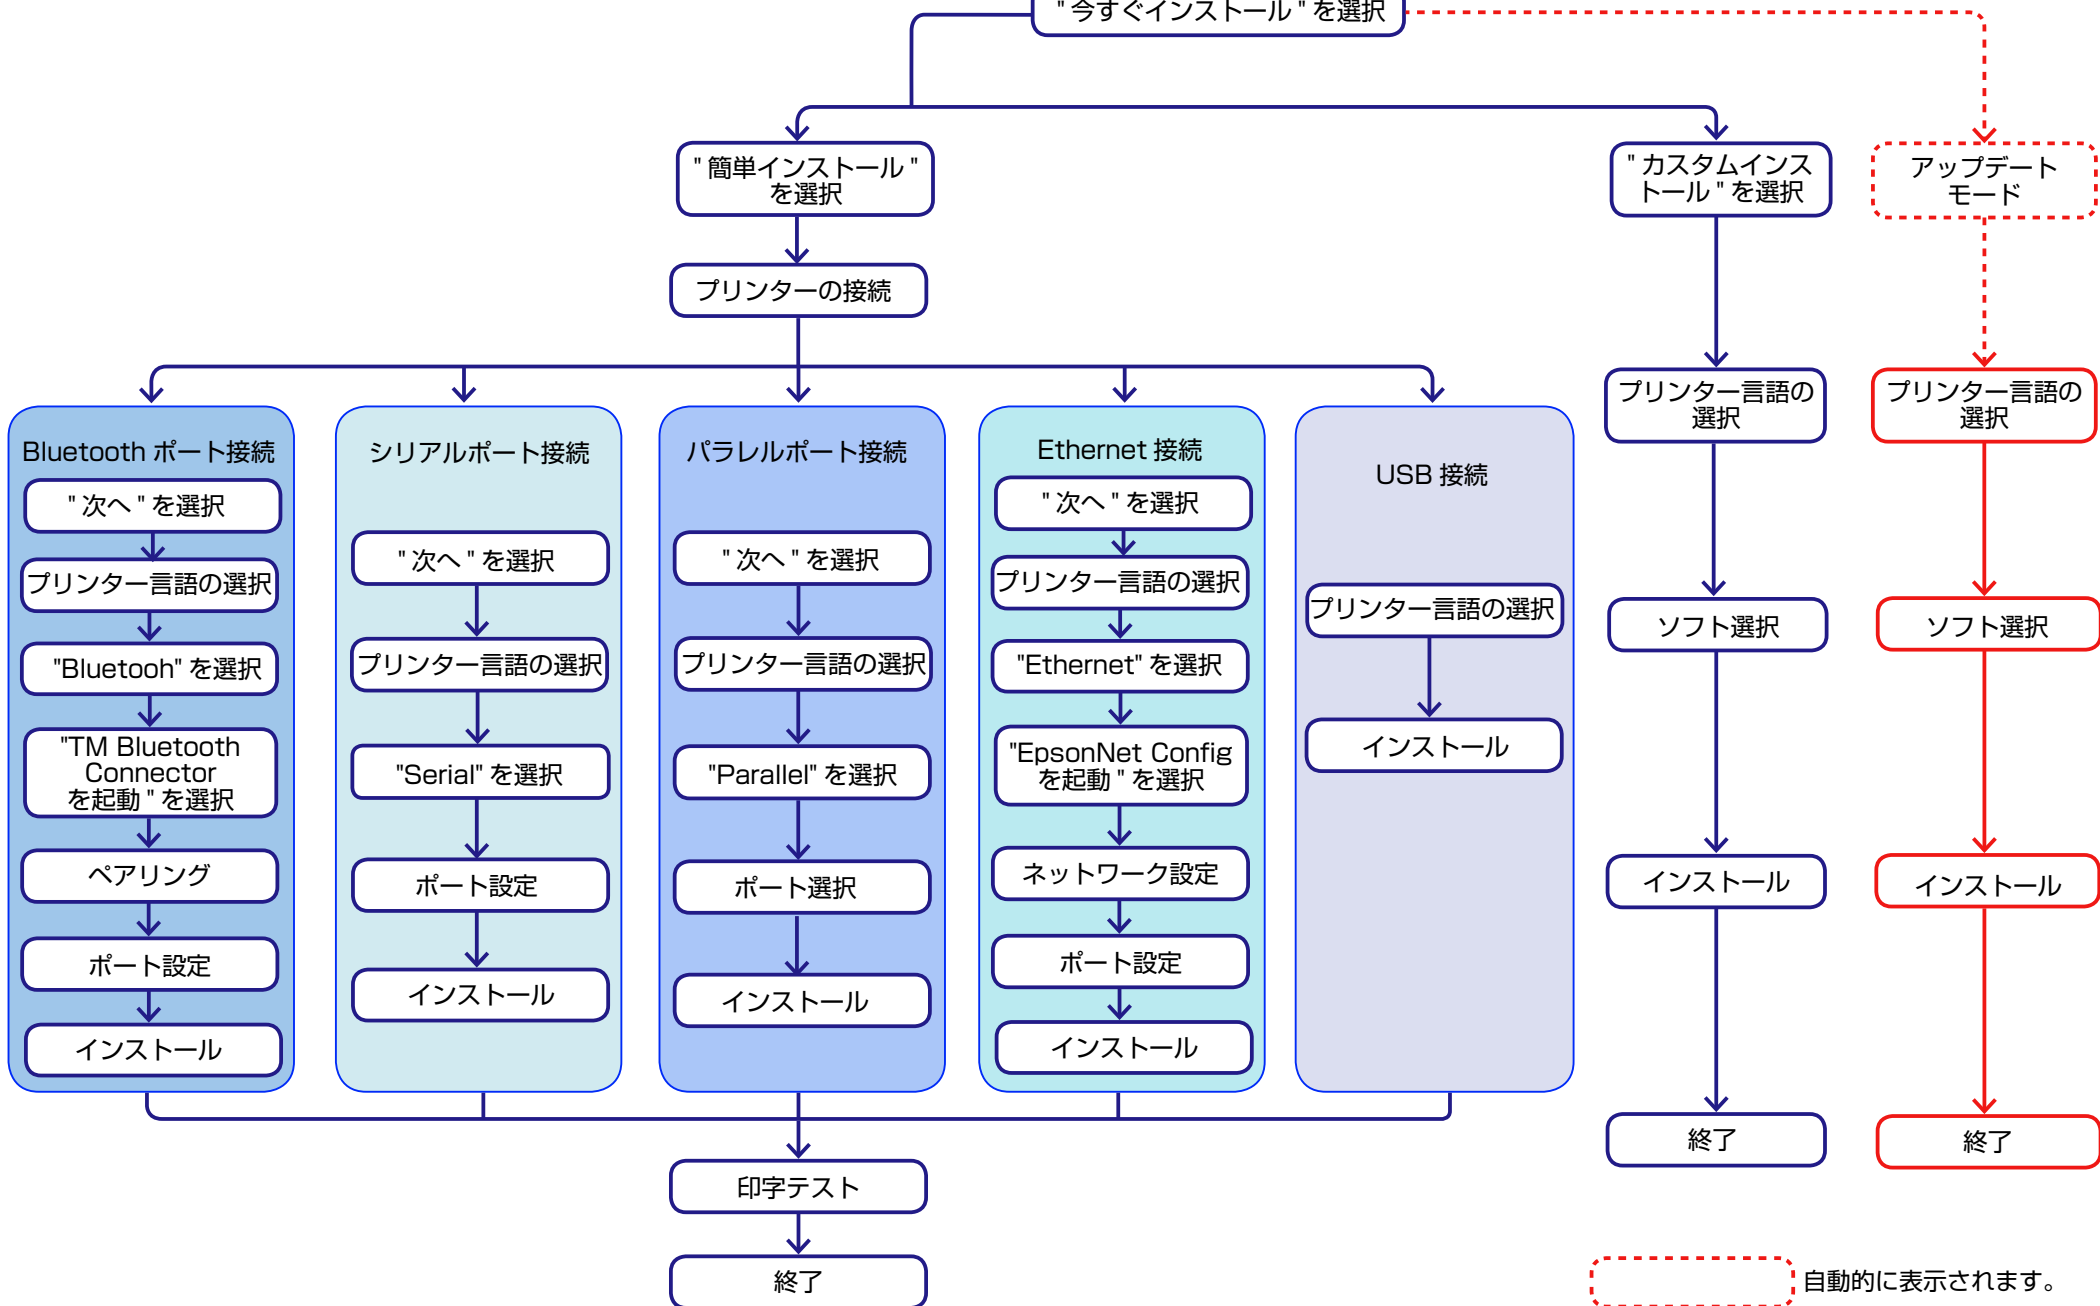 "今すぐインストール"を選択
"簡単インストール"
を選択
"カスタムインス
トール"を選択
アップデート
モード
プリンターの接続
プリンター言語の
選択
プリンター言語の
選択
Bluetooth ポート接続
"次へ"を選択
プリンター言語の選択
"Bluetooh"を選択
"TM Bluetooth
Connector
を起動"を選択
ペアリング
ポート設定
インストール
シリアルポート接続
"次へ"を選択
プリンター言語の選択
"Serial"を選択
ポート設定
インストール
パラレルポート接続
"次へ"を選択
プリンター言語の選択
"Parallel"を選択
ポート選択
インストール
Ethernet 接続
"次へ"を選択
プリンター言語の選択
"Ethernet"を選択
"EpsonNet Config
を起動"を選択
ネットワーク設定
ポート設定
インストール
USB 接続
プリンター言語の選択
インストール
ソフト選択
インストール
終了
ソフト選択
インストール
終了
印字テスト
終了
自動的に表示されます。